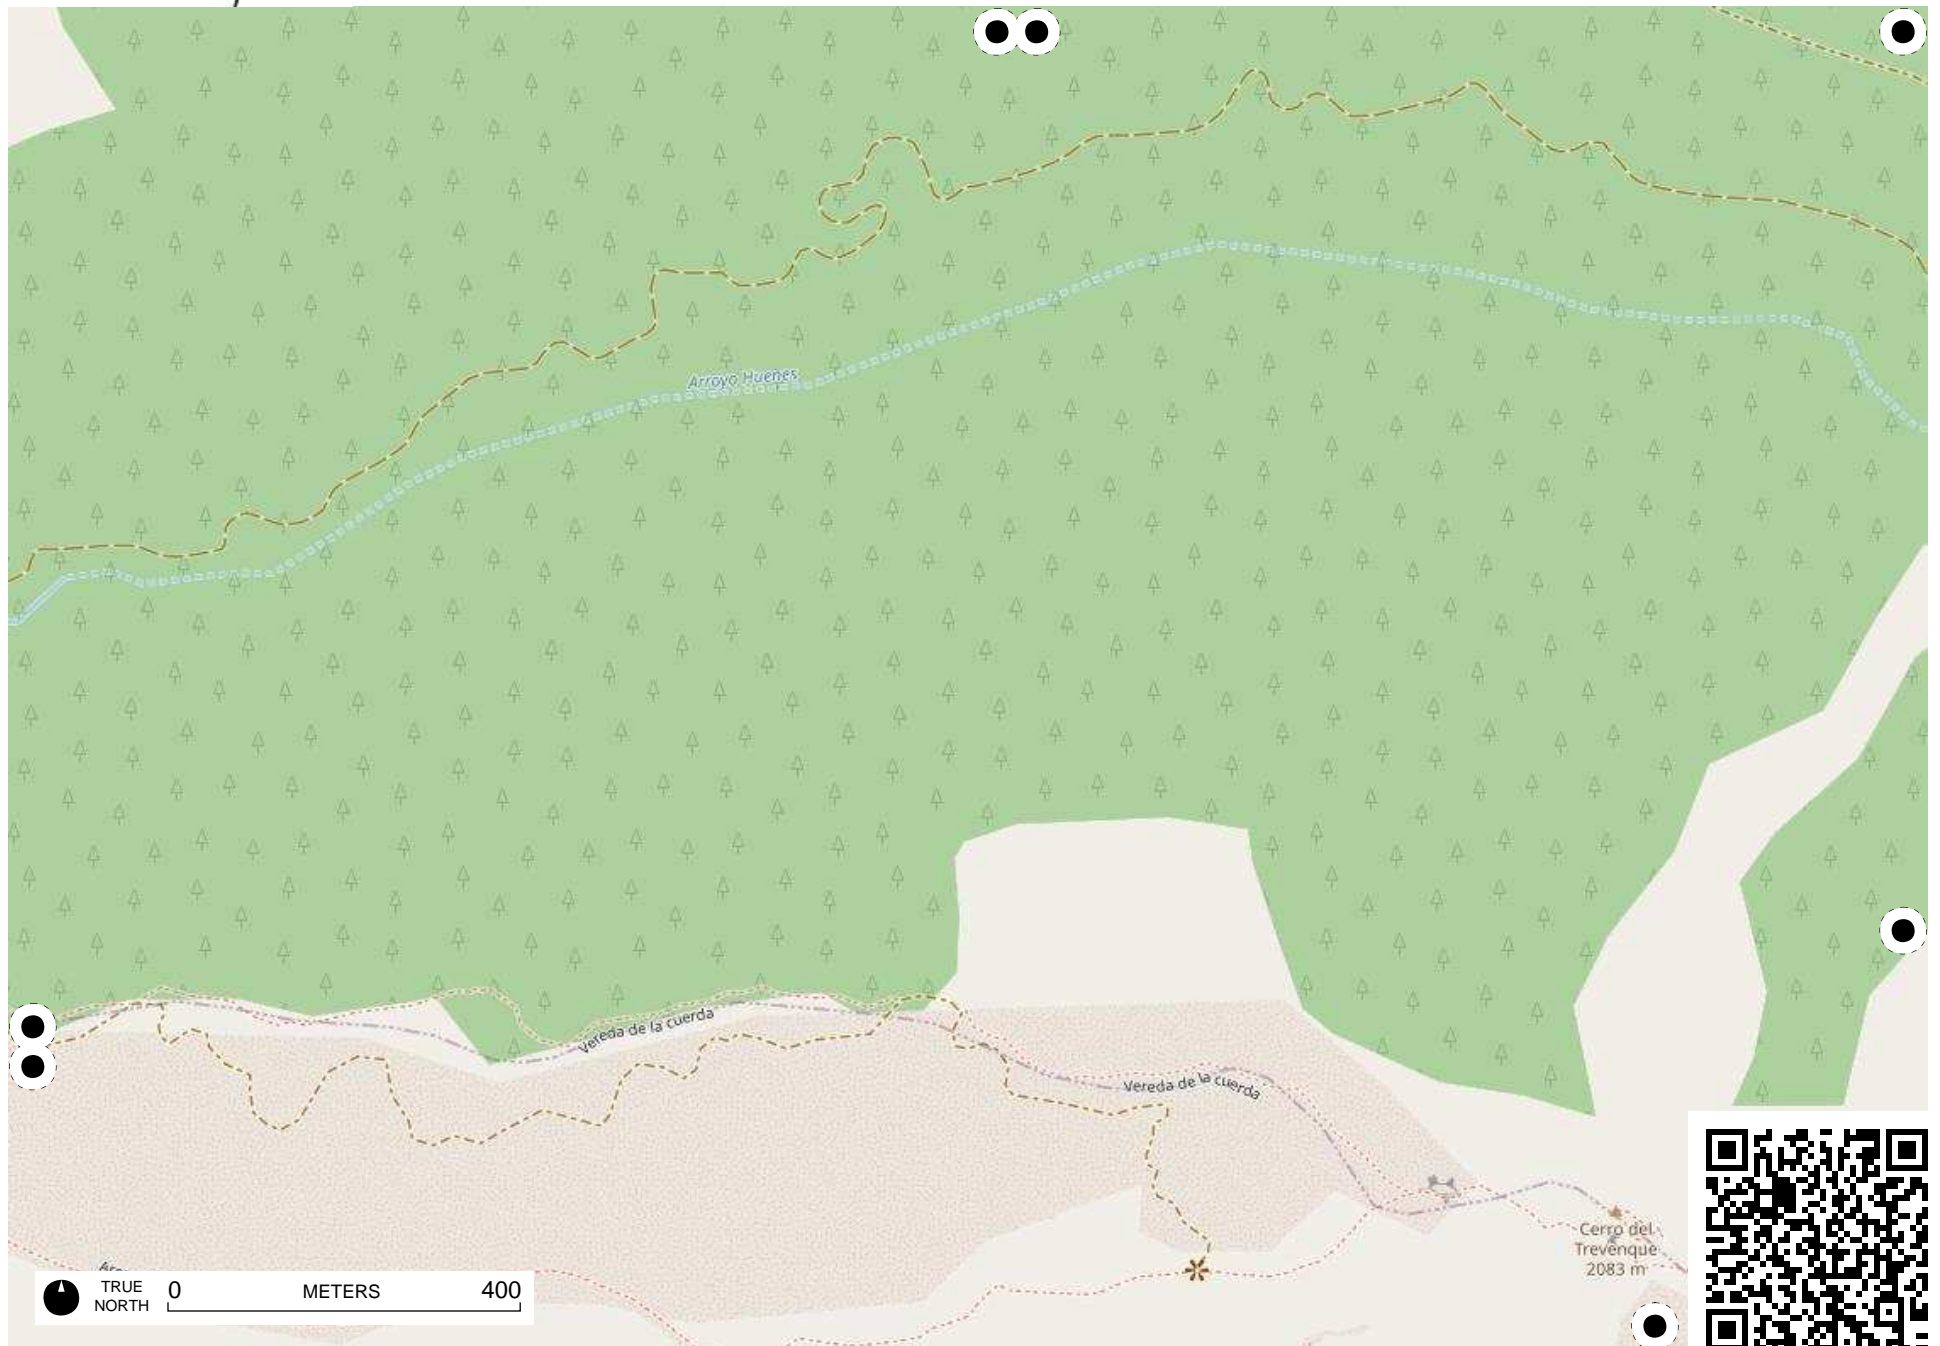 Arroyo Huenes
Vereda de la cuerda
Vereda de la cuerda
Cerro del
Trevenque
2083 m
TRUE
NORTH
0
METERS
400